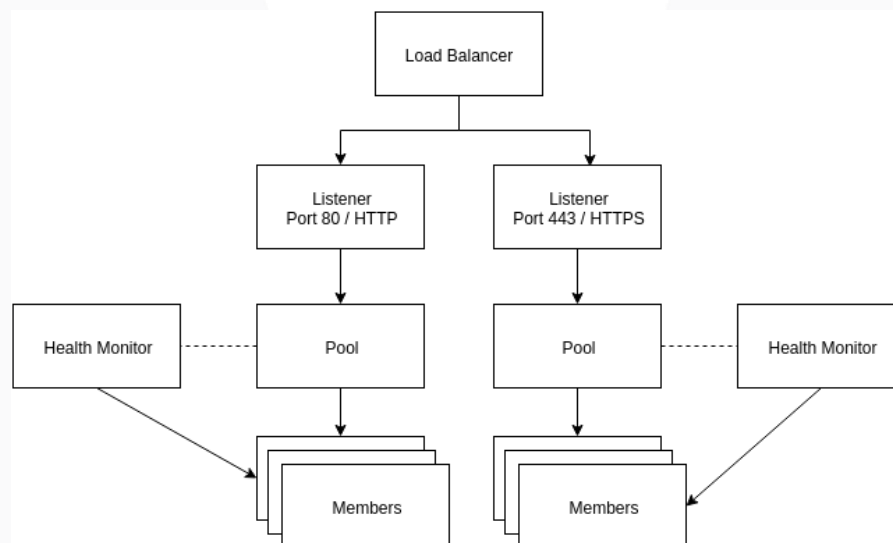 Load Balancer
Listener
Port 80 / HTTP
Listener
Port 443 / HTTPS
Health Monitor
Pool
Pool
Health Monitor
Members
Members